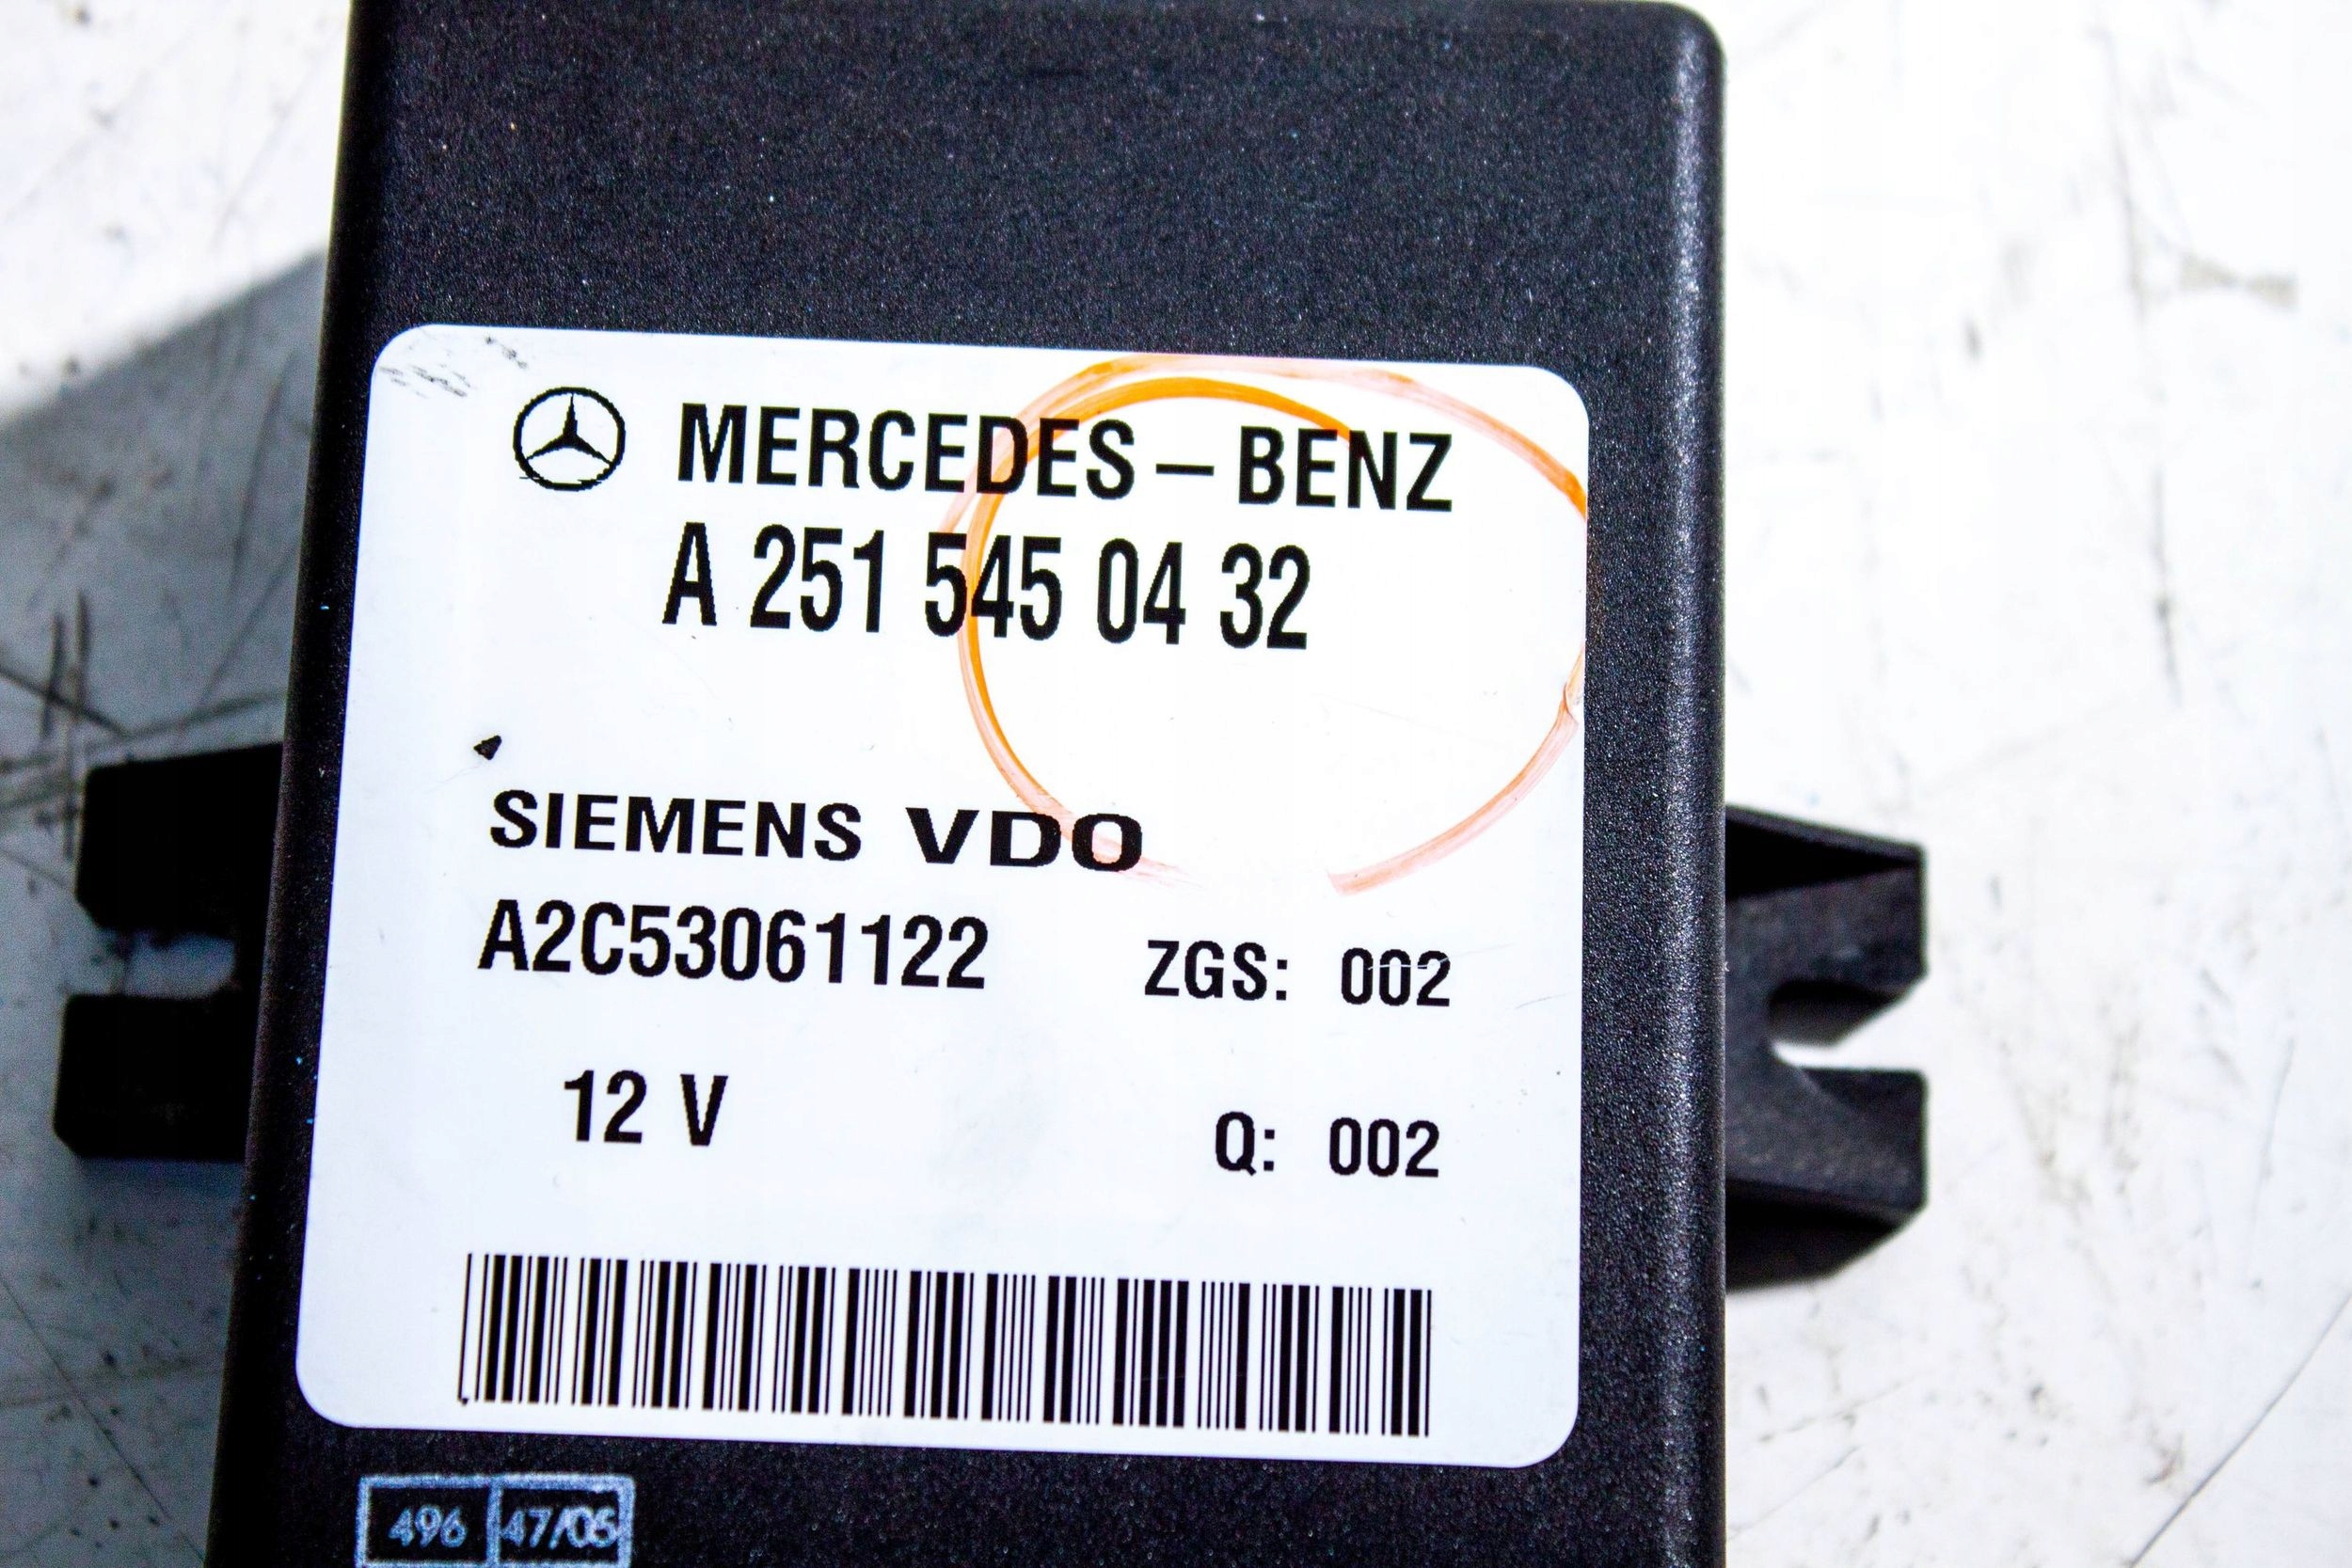 MERCEDES – BENZ
A 251 545 04 32
SIEMENS VDO
A2C53061122 ZGS: 002
12 V Q: 002
496 47/05